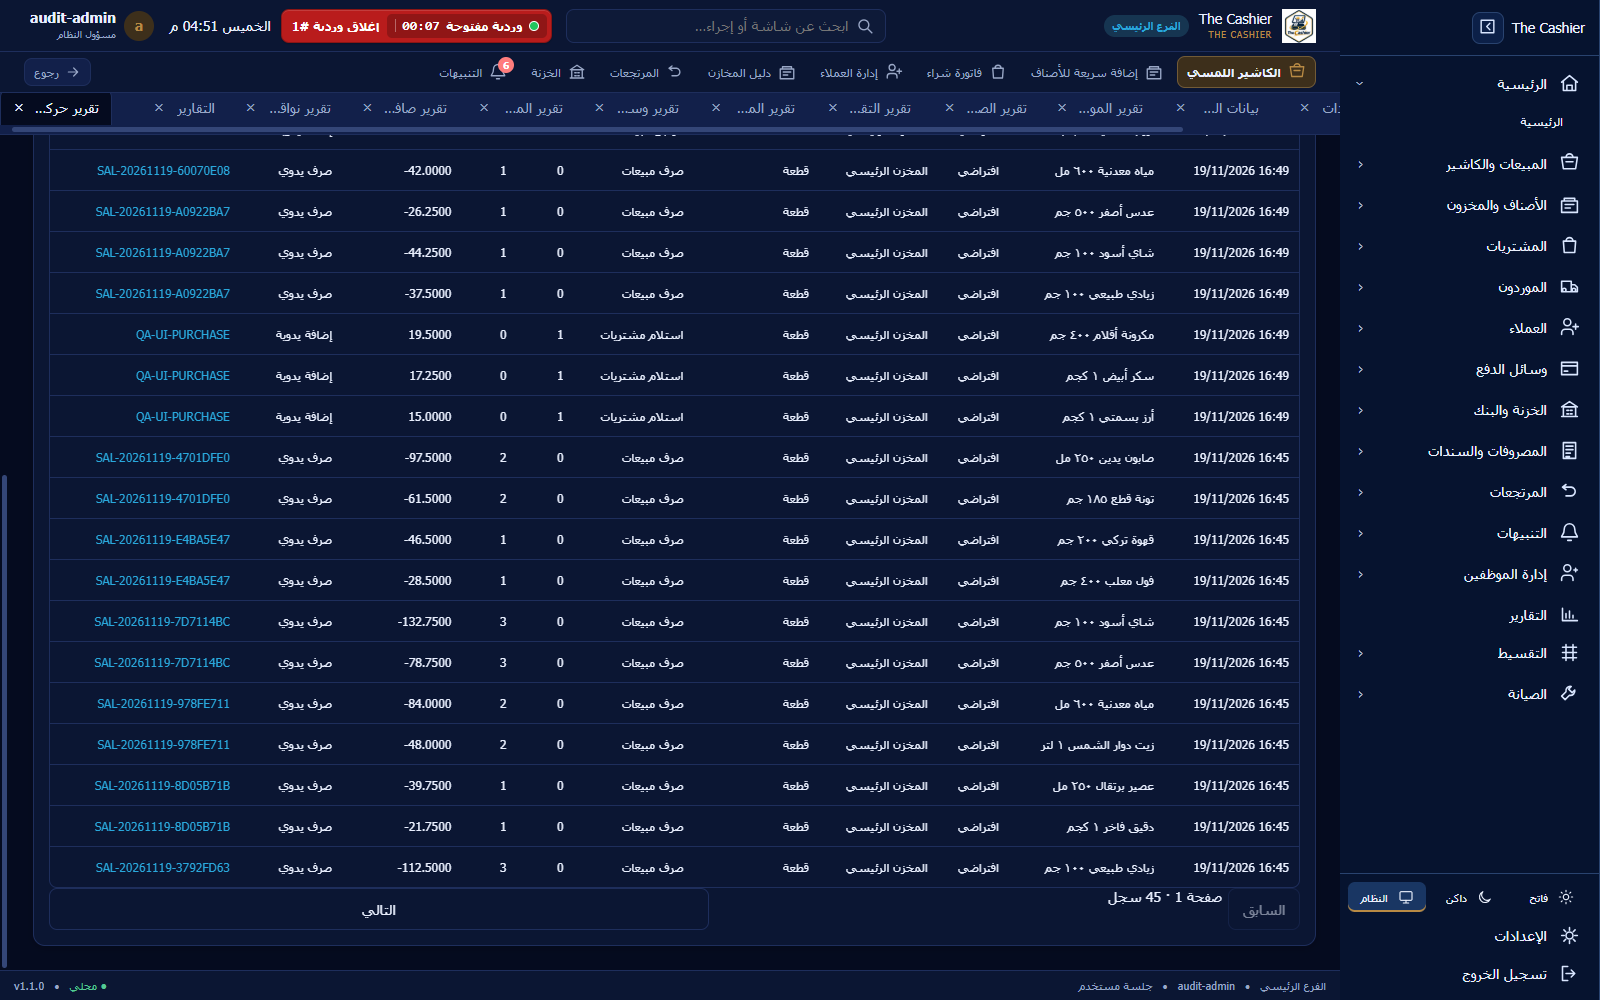 The Cashier
الرئيسية
الرئيسية
المبيعات والكاشير
الأصناف والمخزون
المشتريات
الموردون
العملاء
وسائل الدفع
الخزنة والبنك
المصروفات والسندات
المرتجعات
التنبيهات
إدارة الموظفين
التقارير
التقسيط
الصيانة
فاتح داكن النظام
الإعدادات
تسجيل الخروج
The Cashier
THE CASHIER
الفرع الرئيسي
ابحث عن شاشة أو إجراء...
وردية مفتوحة 00:07 إغلاق وردية #1
الخميس 04:51 م
audit-admin
مسؤول النظام
a
الكاشير اللمسي إضافة سريعة للأصناف فاتورة شراء إدارة العملاء دليل المخازن المرتجعات الخزنة التنبيهات 6 رجوع
بيانات الـ... تقرير المو... تقرير الص... تقرير التق... تقرير المـ... تقرير وسـ... تقرير المـ... تقرير صافـ... تقرير نواق... التقارير تقرير حركـ...
19/11/2026 16:49 مياه معدنية ٦٠٠ مل افتراضي المخزن الرئيسي قطعة صرف مبيعات 0 1 -42.0000 صرف يدوي SAL-20261119-60070E08
19/11/2026 16:49 عدس أصفر ٥٠٠ جم افتراضي المخزن الرئيسي قطعة صرف مبيعات 0 1 -26.2500 صرف يدوي SAL-20261119-A0922BA7
19/11/2026 16:49 شاي أسود ١٠٠ جم افتراضي المخزن الرئيسي قطعة صرف مبيعات 0 1 -44.2500 صرف يدوي SAL-20261119-A0922BA7
19/11/2026 16:49 زبادي طبيعي ١٠٠ جم افتراضي المخزن الرئيسي قطعة صرف مبيعات 0 1 -37.5000 صرف يدوي SAL-20261119-A0922BA7
19/11/2026 16:49 مكرونة أقلام ٤٠٠ جم افتراضي المخزن الرئيسي قطعة استلام مشتريات 1 0 19.5000 إضافة يدوية QA-UI-PURCHASE
19/11/2026 16:49 سكر أبيض ١ كجم افتراضي المخزن الرئيسي قطعة استلام مشتريات 1 0 17.2500 إضافة يدوية QA-UI-PURCHASE
19/11/2026 16:49 أرز بسمتي ١ كجم افتراضي المخزن الرئيسي قطعة استلام مشتريات 1 0 15.0000 إضافة يدوية QA-UI-PURCHASE
19/11/2026 16:45 صابون يدين ٢٥٠ مل افتراضي المخزن الرئيسي قطعة صرف مبيعات 0 2 -97.5000 صرف يدوي SAL-20261119-4701DFE0
19/11/2026 16:45 تونة قطع ١٨٥ جم افتراضي المخزن الرئيسي قطعة صرف مبيعات 0 2 -61.5000 صرف يدوي SAL-20261119-4701DFE0
19/11/2026 16:45 قهوة تركي ٢٠٠ جم افتراضي المخزن الرئيسي قطعة صرف مبيعات 0 1 -46.5000 صرف يدوي SAL-20261119-E4BA5E47
19/11/2026 16:45 فول معلب ٤٠٠ جم افتراضي المخزن الرئيسي قطعة صرف مبيعات 0 1 -28.5000 صرف يدوي SAL-20261119-E4BA5E47
19/11/2026 16:45 شاي أسود ١٠٠ جم افتراضي المخزن الرئيسي قطعة صرف مبيعات 0 3 -132.7500 صرف يدوي SAL-20261119-7D7114BC
19/11/2026 16:45 عدس أصفر ٥٠٠ جم افتراضي المخزن الرئيسي قطعة صرف مبيعات 0 3 -78.7500 صرف يدوي SAL-20261119-7D7114BC
19/11/2026 16:45 مياه معدنية ٦٠٠ مل افتراضي المخزن الرئيسي قطعة صرف مبيعات 0 2 -84.0000 صرف يدوي SAL-20261119-978FE711
19/11/2026 16:45 زيت دوار الشمس ١ لتر افتراضي المخزن الرئيسي قطعة صرف مبيعات 0 2 -48.0000 صرف يدوي SAL-20261119-978FE711
19/11/2026 16:45 عصير برتقال ٢٥٠ مل افتراضي المخزن الرئيسي قطعة صرف مبيعات 0 1 -39.7500 صرف يدوي SAL-20261119-8D05B71B
19/11/2026 16:45 دقيق فاخر ١ كجم افتراضي المخزن الرئيسي قطعة صرف مبيعات 0 1 -21.7500 صرف يدوي SAL-20261119-8D05B71B
19/11/2026 16:45 زبادي طبيعي ١٠٠ جم افتراضي المخزن الرئيسي قطعة صرف مبيعات 0 3 -112.5000 صرف يدوي SAL-20261119-3792FD63
السابق صفحة 1 · 45 سجل التالي
الفرع الرئيسي • audit-admin • جلسة مستخدم
محلي • v1.1.0